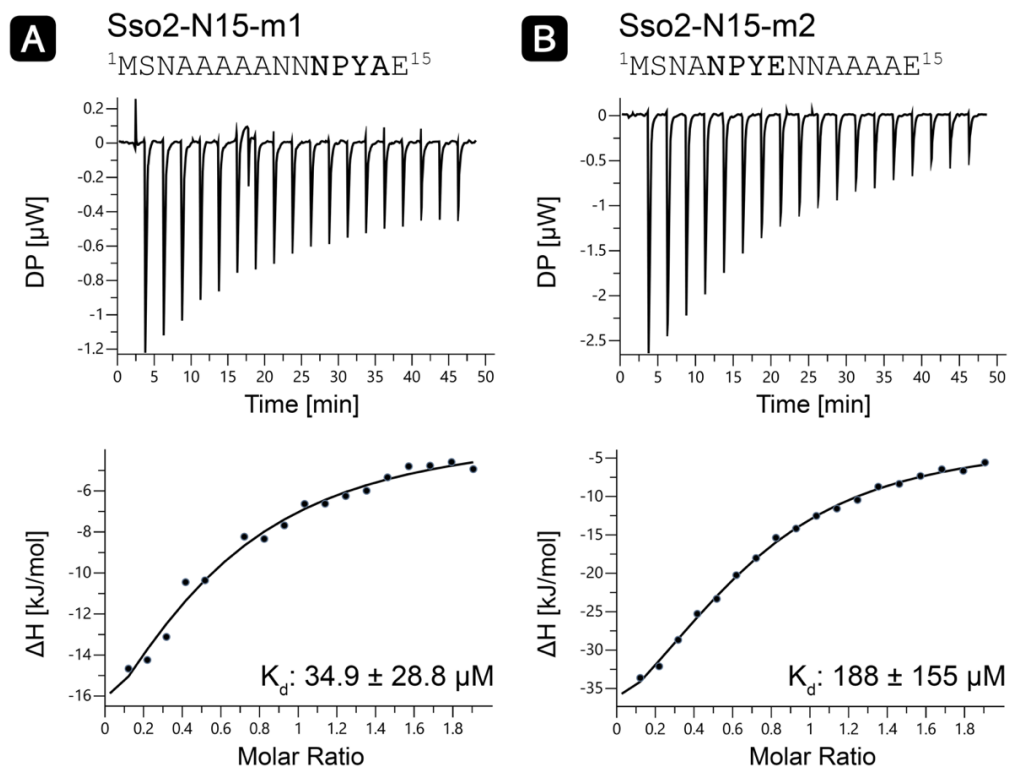 A
Sso2-N15-m1
¹MSNAAAAANNNPYAE¹⁵
0.2
0
-0.2
-0.4
-0.6
-0.8
-1
-1.2
DP [µW]
0 5 10 15 20 25 30 35 40 45 50
Time [min]
-6
-8
-10
-12
-14
-16
ΔH [kJ/mol]
K_d: 34.9 ± 28.8 µM
0 0.2 0.4 0.6 0.8 1 1.2 1.4 1.6 1.8
Molar Ratio
B
Sso2-N15-m2
¹MSNANPYENNAAAAE¹⁵
0
-0.5
-1
-1.5
-2
-2.5
DP [µW]
0 5 10 15 20 25 30 35 40 45 50
Time [min]
-5
-10
-15
-20
-25
-30
-35
ΔH [kJ/mol]
K_d: 188 ± 155 µM
0 0.2 0.4 0.6 0.8 1 1.2 1.4 1.6 1.8
Molar Ratio